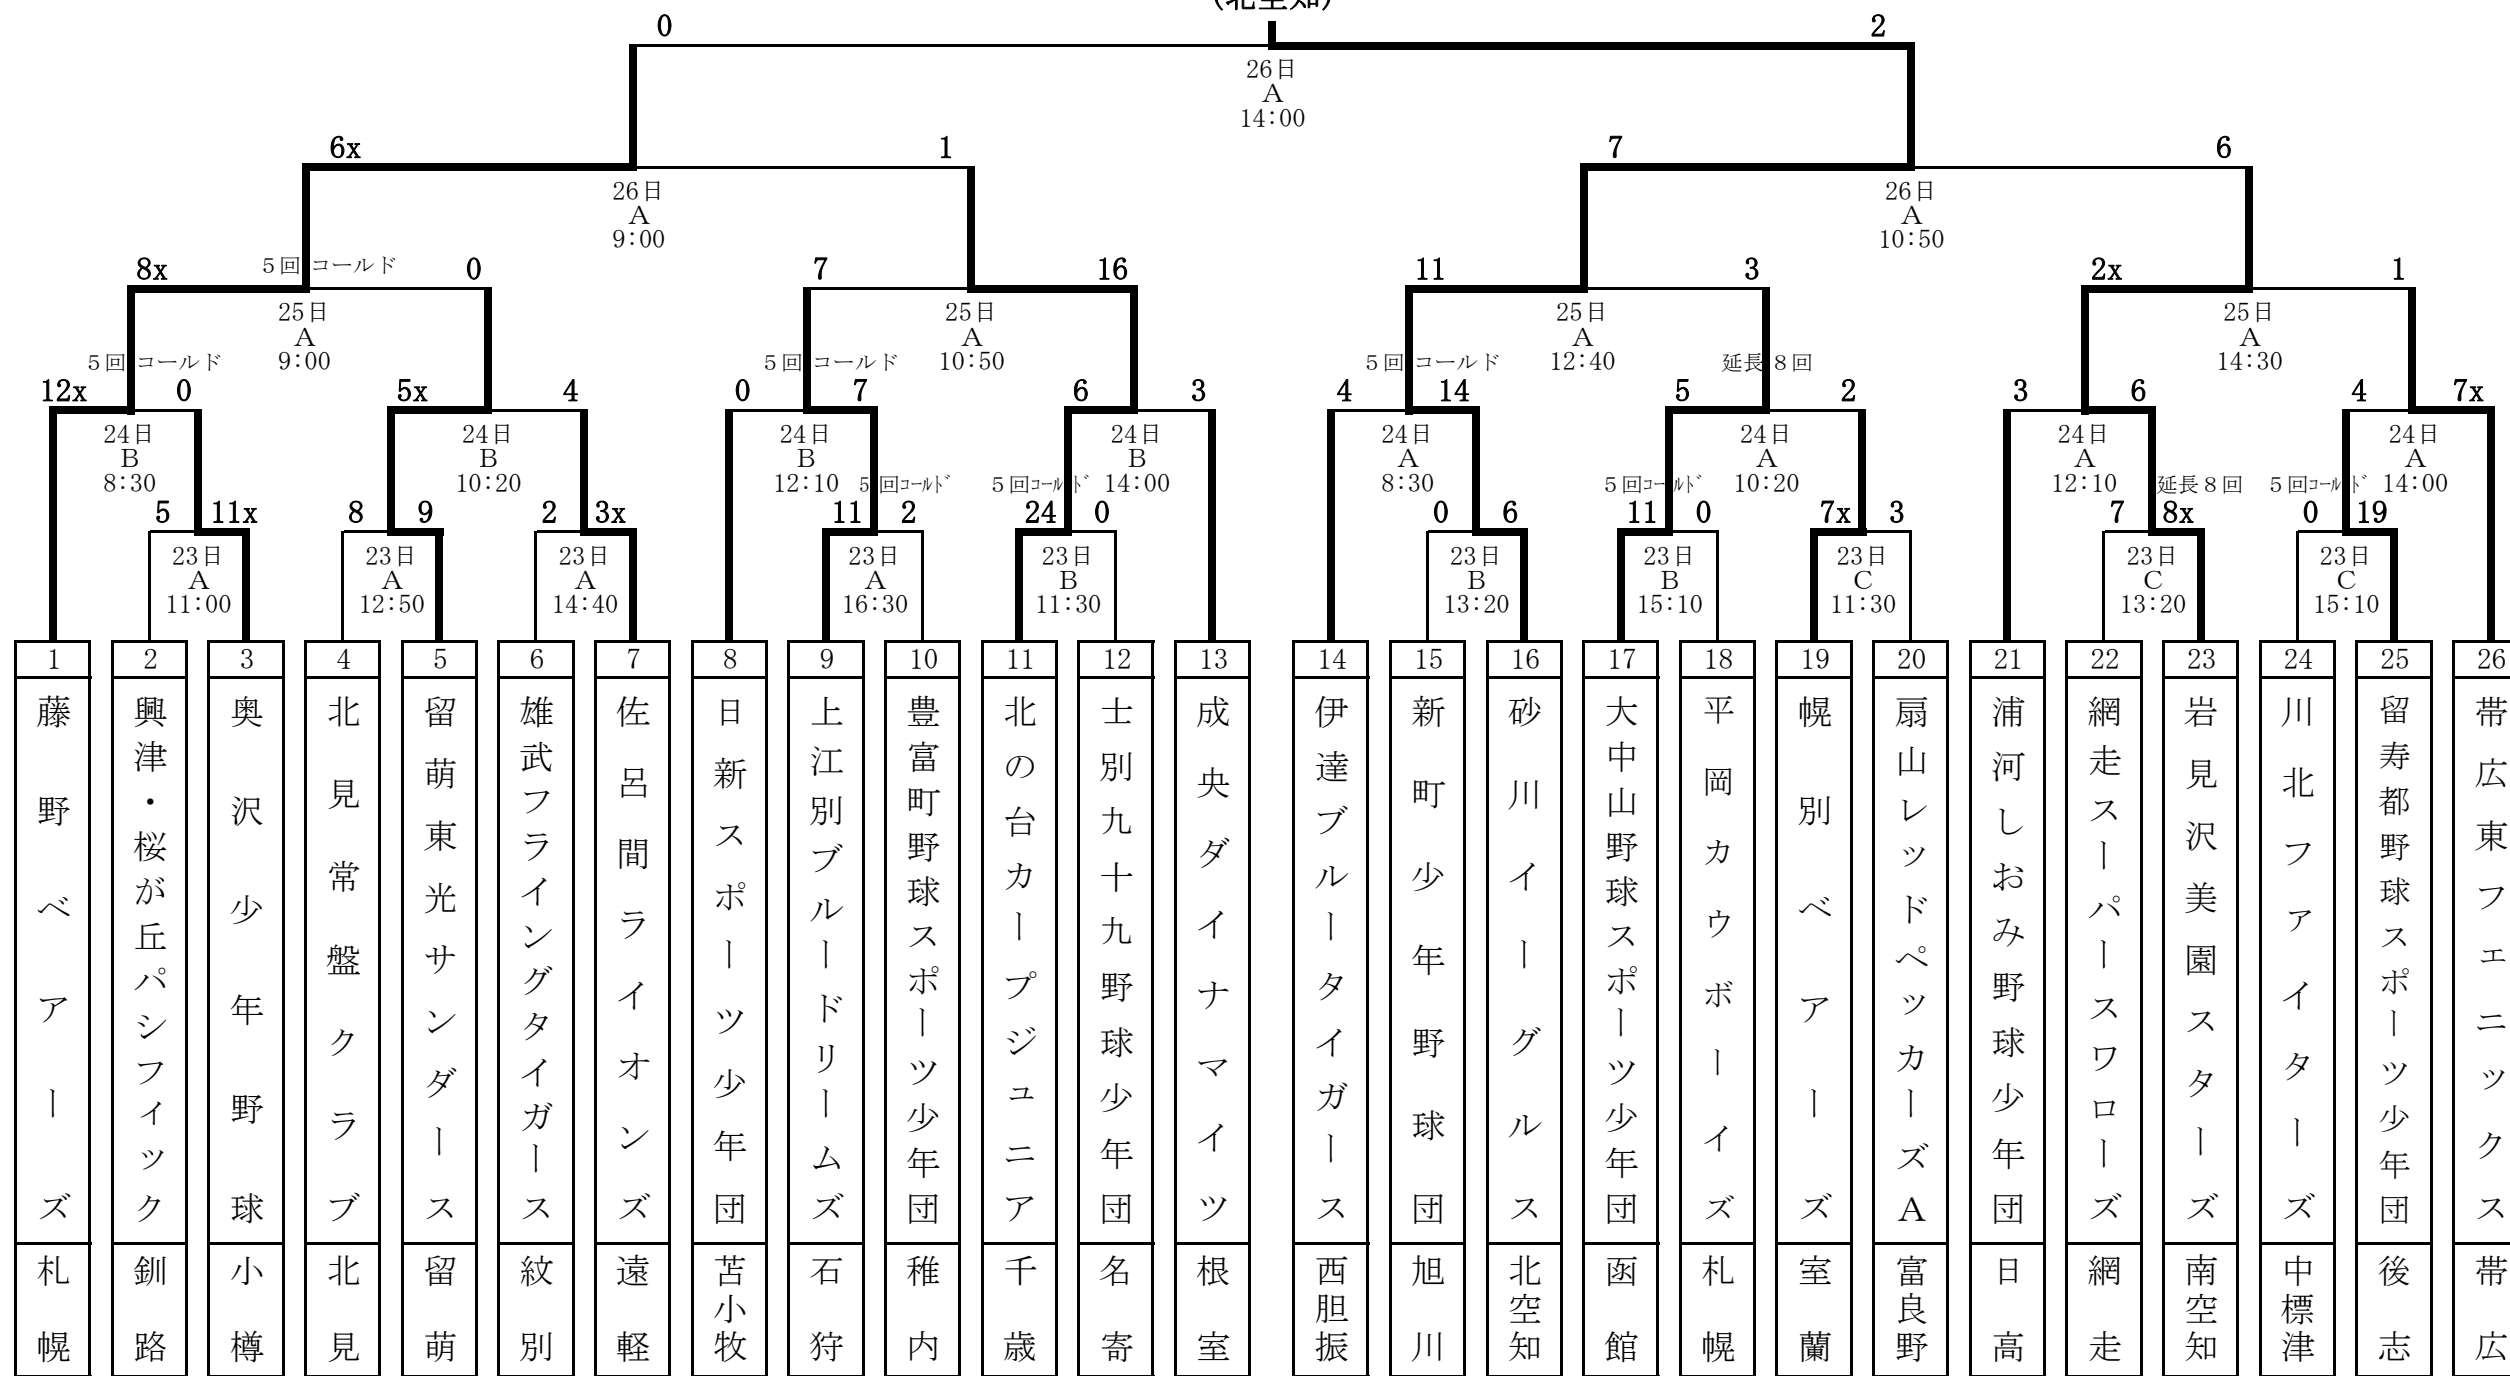 (北空知)
0 2
26日
A
14:00
6x 1 7 6
26日 26日
A A
9:00 10:50
8x 5回コールド 0 7 16 11 3 2x 1
25日 25日 25日 25日
A A A A
9:00 10:50 12:40 14:30
5回コールド 5回コールド 5回コールド 延長8回
12x 0 5x 4 0 7 6 3 4 14 5 2 3 6 4 7x
24日 24日 24日 24日 24日 24日 24日 24日
B B B B A A A A
8:30 10:20 12:10 14:00 8:30 10:20 12:10 14:00
5回コールド 5回コールド 5回コールド 延長8回 5回コールド
5 11x 8 9 2 3x 11 2 24 0 0 6 11 0 7x 3 7 8x 0 19
23日 23日 23日 23日 23日 23日 23日 23日 23日 23日
A A A A B B B C C C
11:00 12:50 14:40 16:30 11:30 13:20 15:10 11:30 13:20 15:10
1 藤野ベアーズ 札幌
2 興津・桜が丘パシフィック 釧路
3 奥沢少年野球 小樽
4 北見常盤クラブ 北見
5 留萌東光サンダース 留萌
6 雄武フライングタイガース 紋別
7 佐呂間ライオンズ 遠軽
8 日新スポーツ少年団 苫小牧
9 上江別ブルードリームズ 石狩
10 豊富町野球スポーツ少年団 稚内
11 北の台カープジュニア 千歳
12 士別九十九野球少年団 名寄
13 成央ダイナマイツ 根室
14 伊達ブルータイガース 西胆振
15 新町少年野球団 旭川
16 砂川イーグルス 北空知
17 大中山野球スポーツ少年団 函館
18 平岡カウボーイズ 札幌
19 幌別ベアーズ 室蘭
20 扇山レッドペッカーズA 富良野
21 浦河しおみ野球少年団 日高
22 網走スーパースワローズ 網走
23 岩見沢美園スターズ 南空知
24 川北ファイターズ 中標津
25 留寿都野球スポーツ少年団 後志
26 帯広東フェニックス 帯広